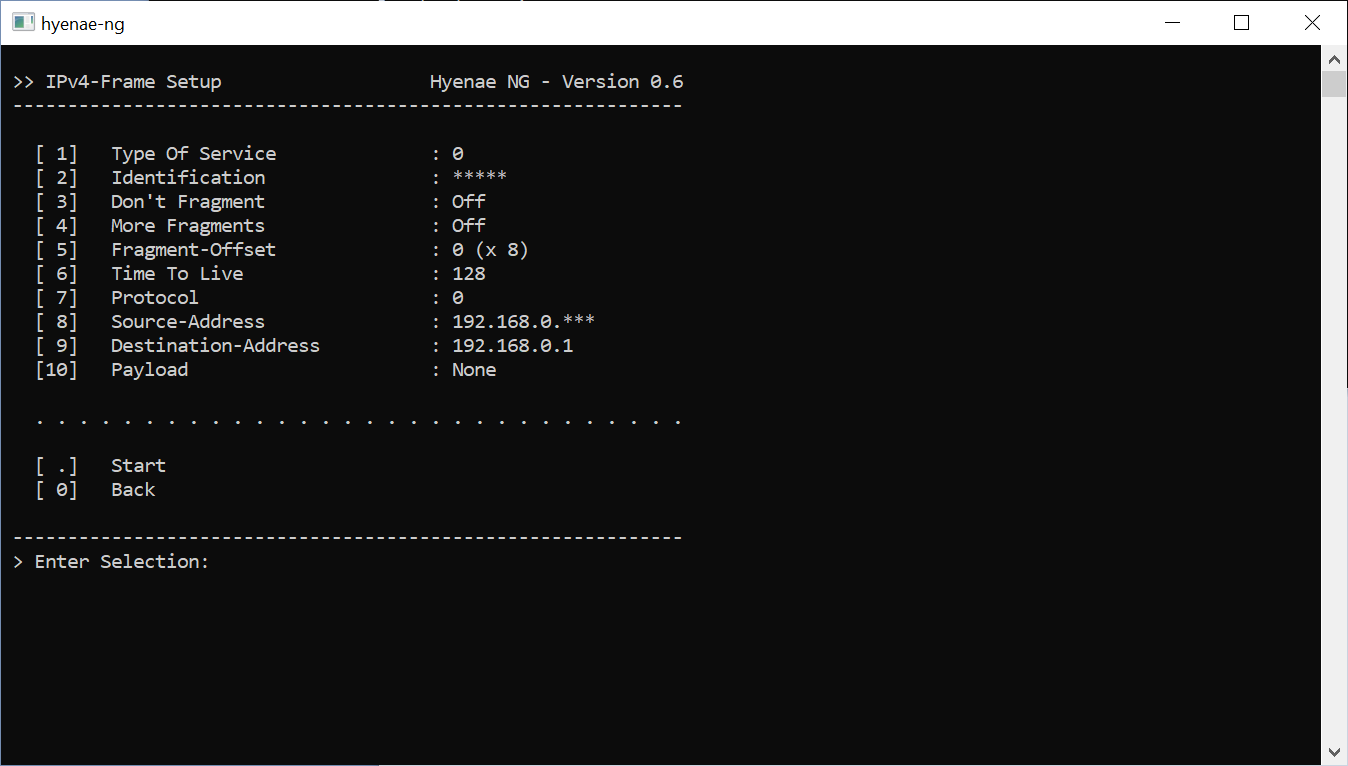 hyenae-ng
>> IPv4-Frame Setup                   Hyenae NG - Version 0.6
-------------------------------------------------------------
  [ 1]   Type Of Service              : 0
  [ 2]   Identification               : *****
  [ 3]   Don't Fragment               : Off
  [ 4]   More Fragments               : Off
  [ 5]   Fragment-Offset              : 0 (x 8)
  [ 6]   Time To Live                 : 128
  [ 7]   Protocol                     : 0
  [ 8]   Source-Address               : 192.168.0.***
  [ 9]   Destination-Address          : 192.168.0.1
  [10]   Payload                      : None
  . . . . . . . . . . . . . . . . . . . . . . . . . . . . . .
  [ .]   Start
  [ 0]   Back
-------------------------------------------------------------
> Enter Selection: